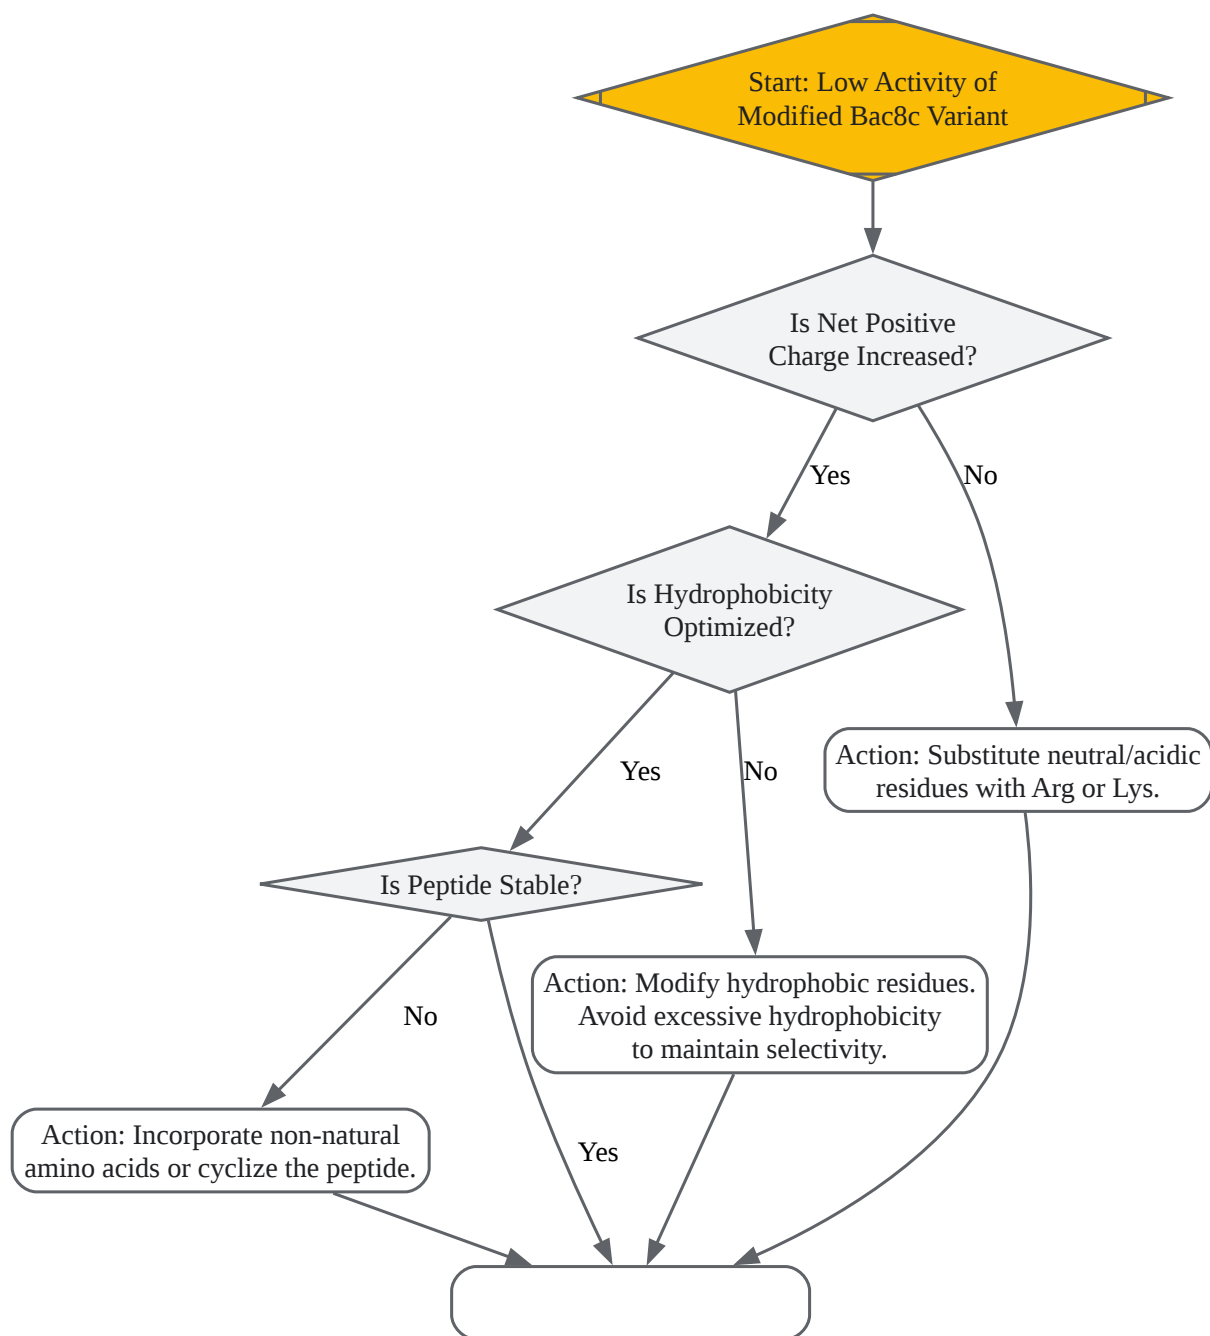 Start: Low Activity of
Modified Bac8c Variant
Is Net Positive
Charge Increased?
Yes
No
Is Hydrophobicity
Optimized?
Yes
No
Action: Substitute neutral/acidic
residues with Arg or Lys.
Is Peptide Stable?
No
Yes
Action: Modify hydrophobic residues.
Avoid excessive hydrophobicity
to maintain selectivity.
Action: Incorporate non-natural
amino acids or cyclize the peptide.